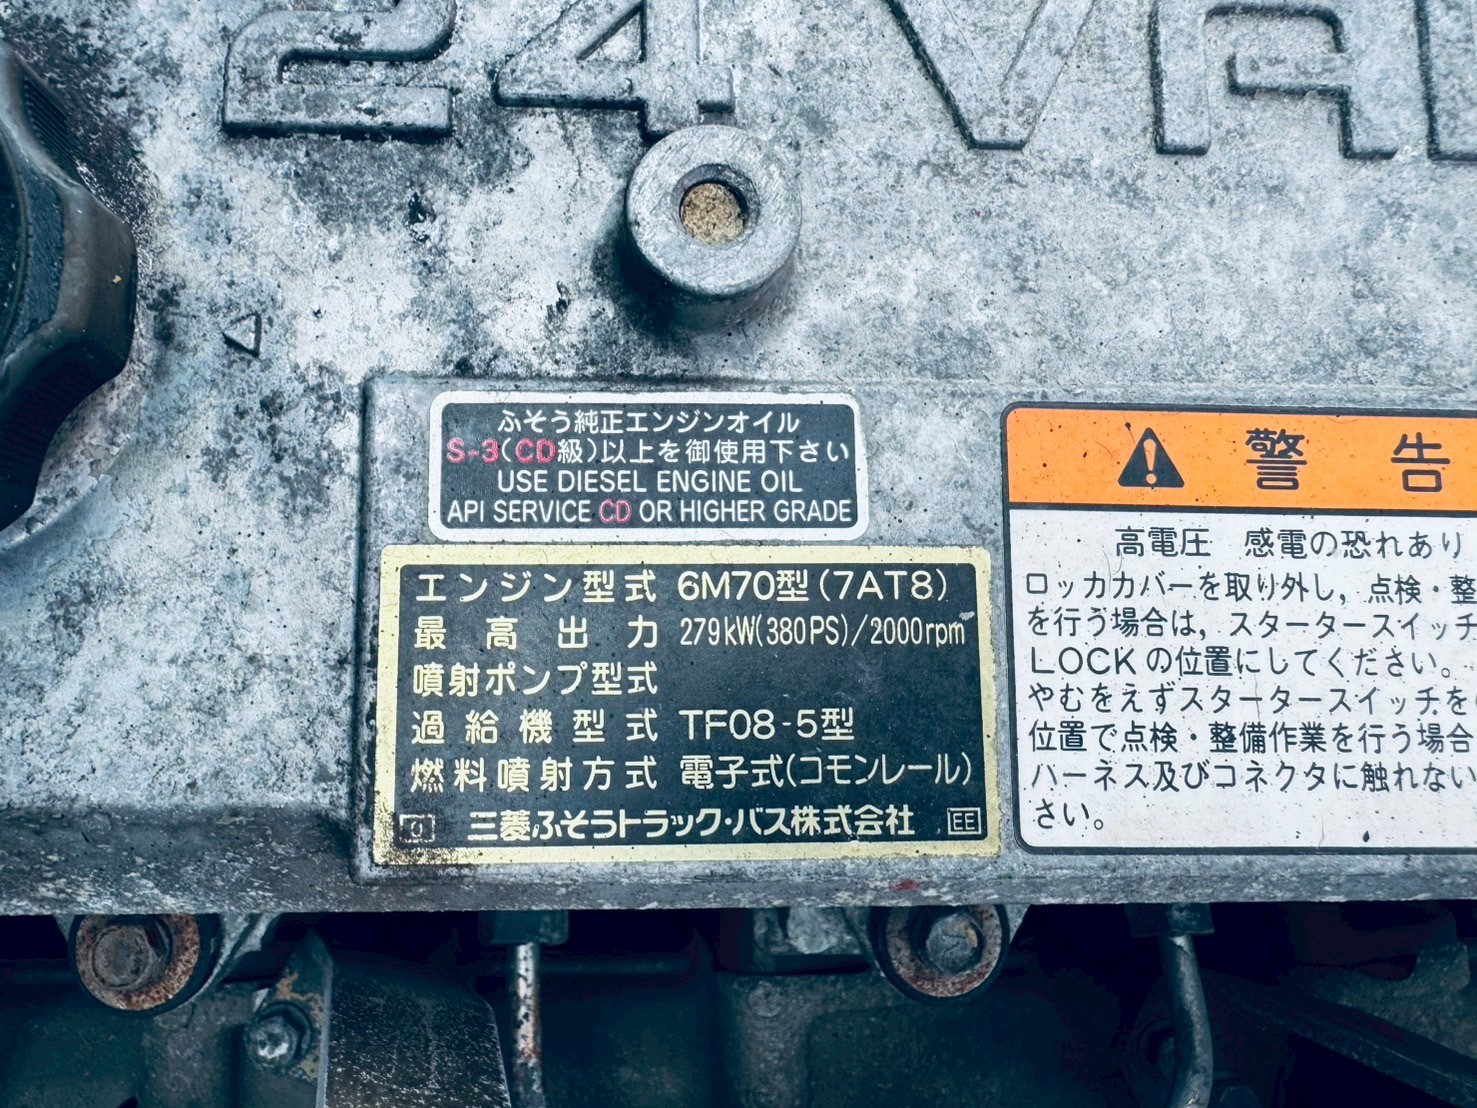 24 VA
ふそう純正エンジンオイル
S-3(CD級)以上を御使用下さい
USE DIESEL ENGINE OIL
API SERVICE CD OR HIGHER GRADE
エンジン型式 6M70型(7AT8)
最高出力 279kW(380PS)/2000rpm
噴射ポンプ型式
過給機型式 TF08-5型
燃料噴射方式 電子式(コモンレール)
三菱ふそうトラック・バス株式会社 EE
警告
高電圧 感電の恐れあり
ロッカカバーを取り外し,点検・整
を行う場合は,スタータースイッチ
LOCKの位置にしてください。
やむをえずスタータースイッチを
位置で点検・整備作業を行う場合
ハーネス及びコネクタに触れない
さい。